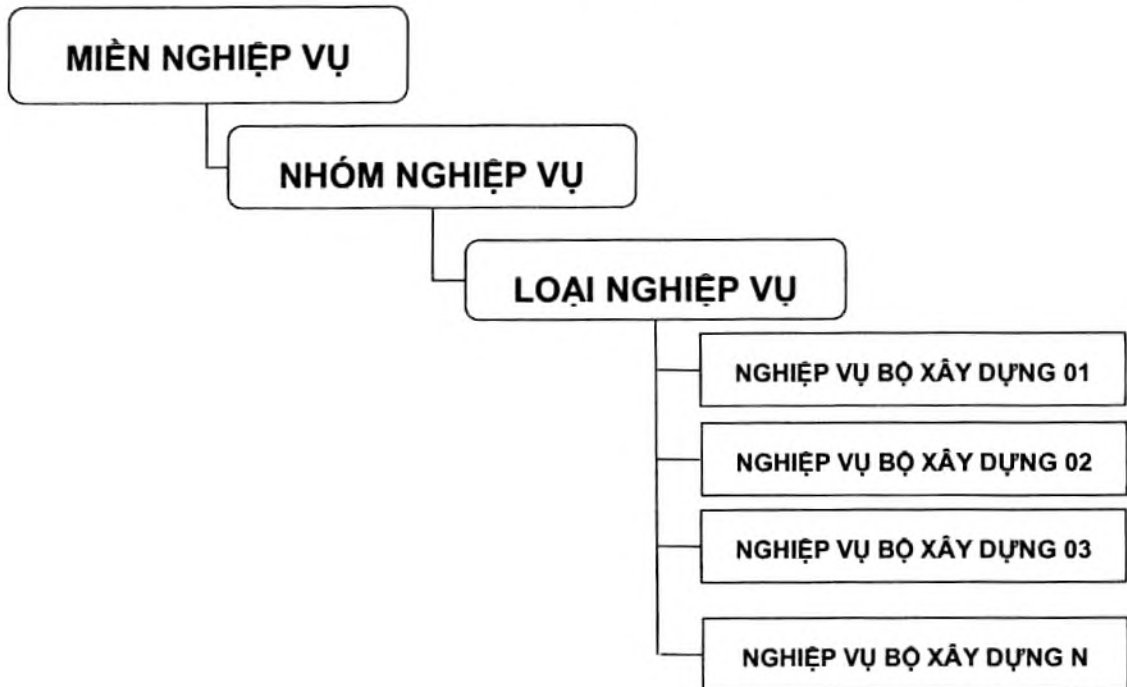 MIỀN NGHIỆP VỤ
NHÓM NGHIỆP VỤ
LOẠI NGHIỆP VỤ
NGHIỆP VỤ BỘ XÂY DỰNG 01
NGHIỆP VỤ BỘ XÂY DỰNG 02
NGHIỆP VỤ BỘ XÂY DỰNG 03
NGHIỆP VỤ BỘ XÂY DỰNG N